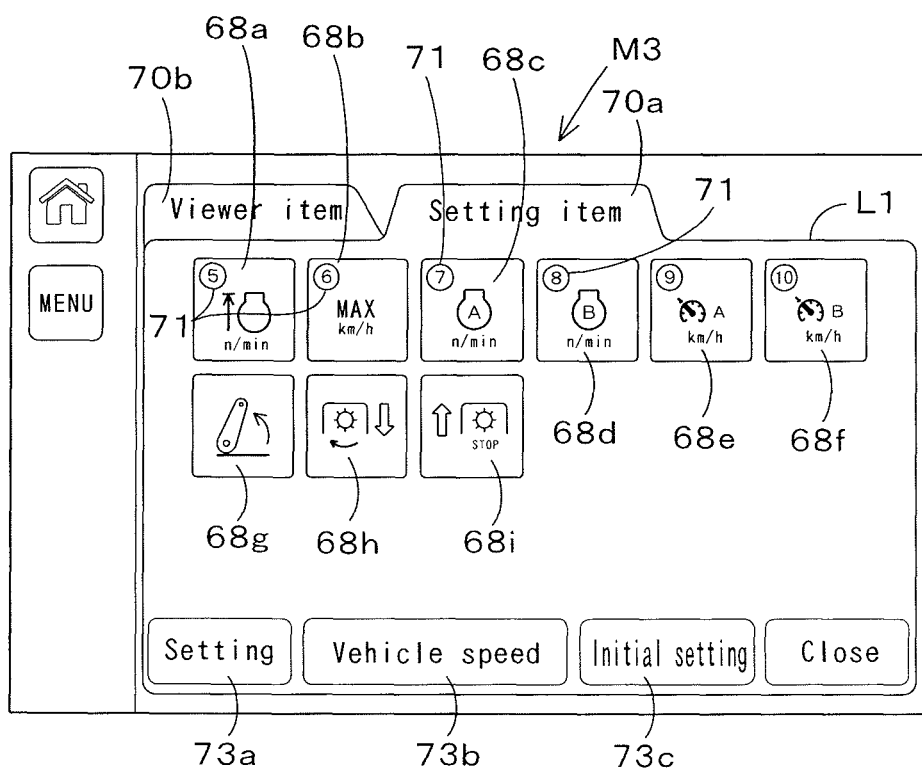 68a 68b 71 68c M3
70b 70a
Viewer item Setting item 71 L1
MENU
71
⑤ n/min
⑥ MAX km/h
⑦ A n/min
⑧ B n/min
⑨ A km/h
⑩ B km/h
68d 68e 68f
STOP
68g 68h 68i
Setting Vehicle speed Initial setting Close
73a 73b 73c